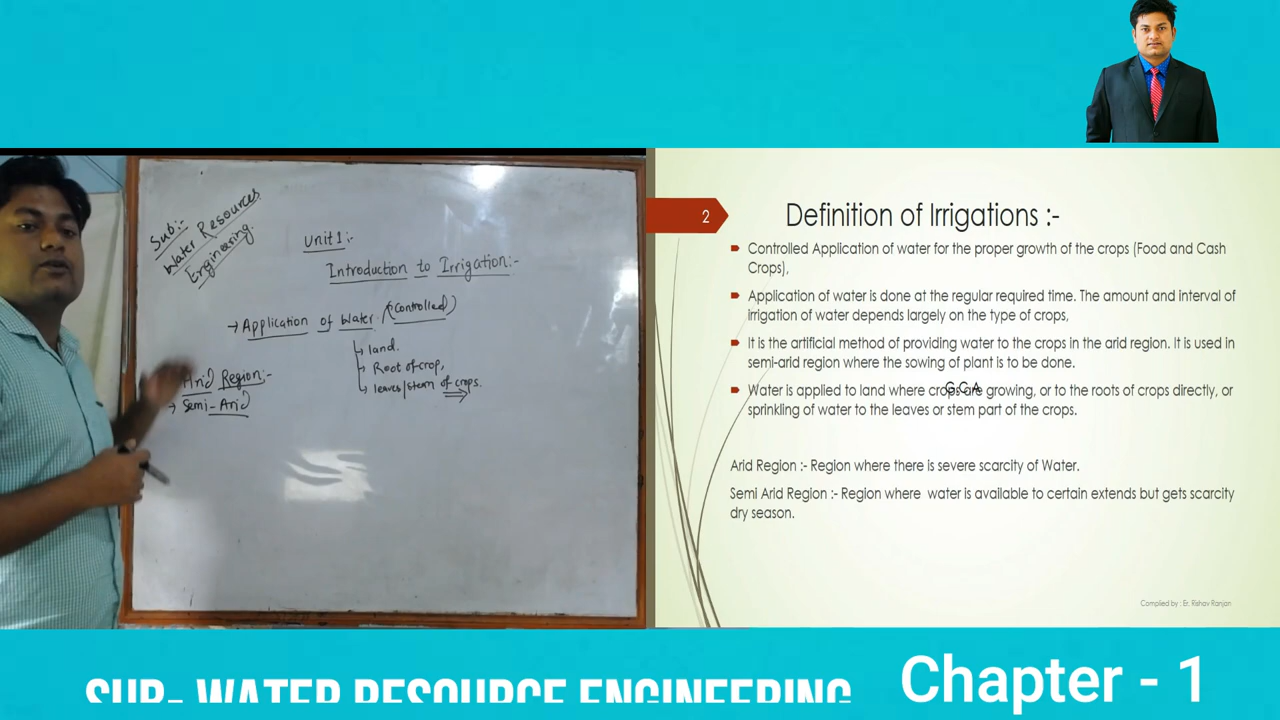 Sub:-
Water Resources
Engineering.
Unit 1:-
Introduction to Irrigation:-
→ Application of Water (Controlled)
→ land.
→ Root of crop,
→ leaves/stem of crops.
Arid Region:-
→ Semi-Arid
2
Definition of Irrigations :-
Controlled Application of water for the proper growth of the crops (Food and Cash
Crops),
Application of water is done at the regular required time. The amount and interval of
Irrigation of water depends largely on the type of crops,
It is the artificial method of providing water to the crops in the arid region. It is used in
semi-arid region where the sowing of plant is to be done.
Water is applied to land where crops are growing, or to the roots of crops directly, or
G.C.A
sprinkling of water to the leaves or stem part of the crops.
Arid Region :- Region where there is severe scarcity of Water.
Semi Arid Region :- Region where water is available to certain extends but gets scarcity
dry season.
Complied by : Er. Rishav Ranjan
SUB- WATER RESOURCE ENGINEERING
Chapter - 1